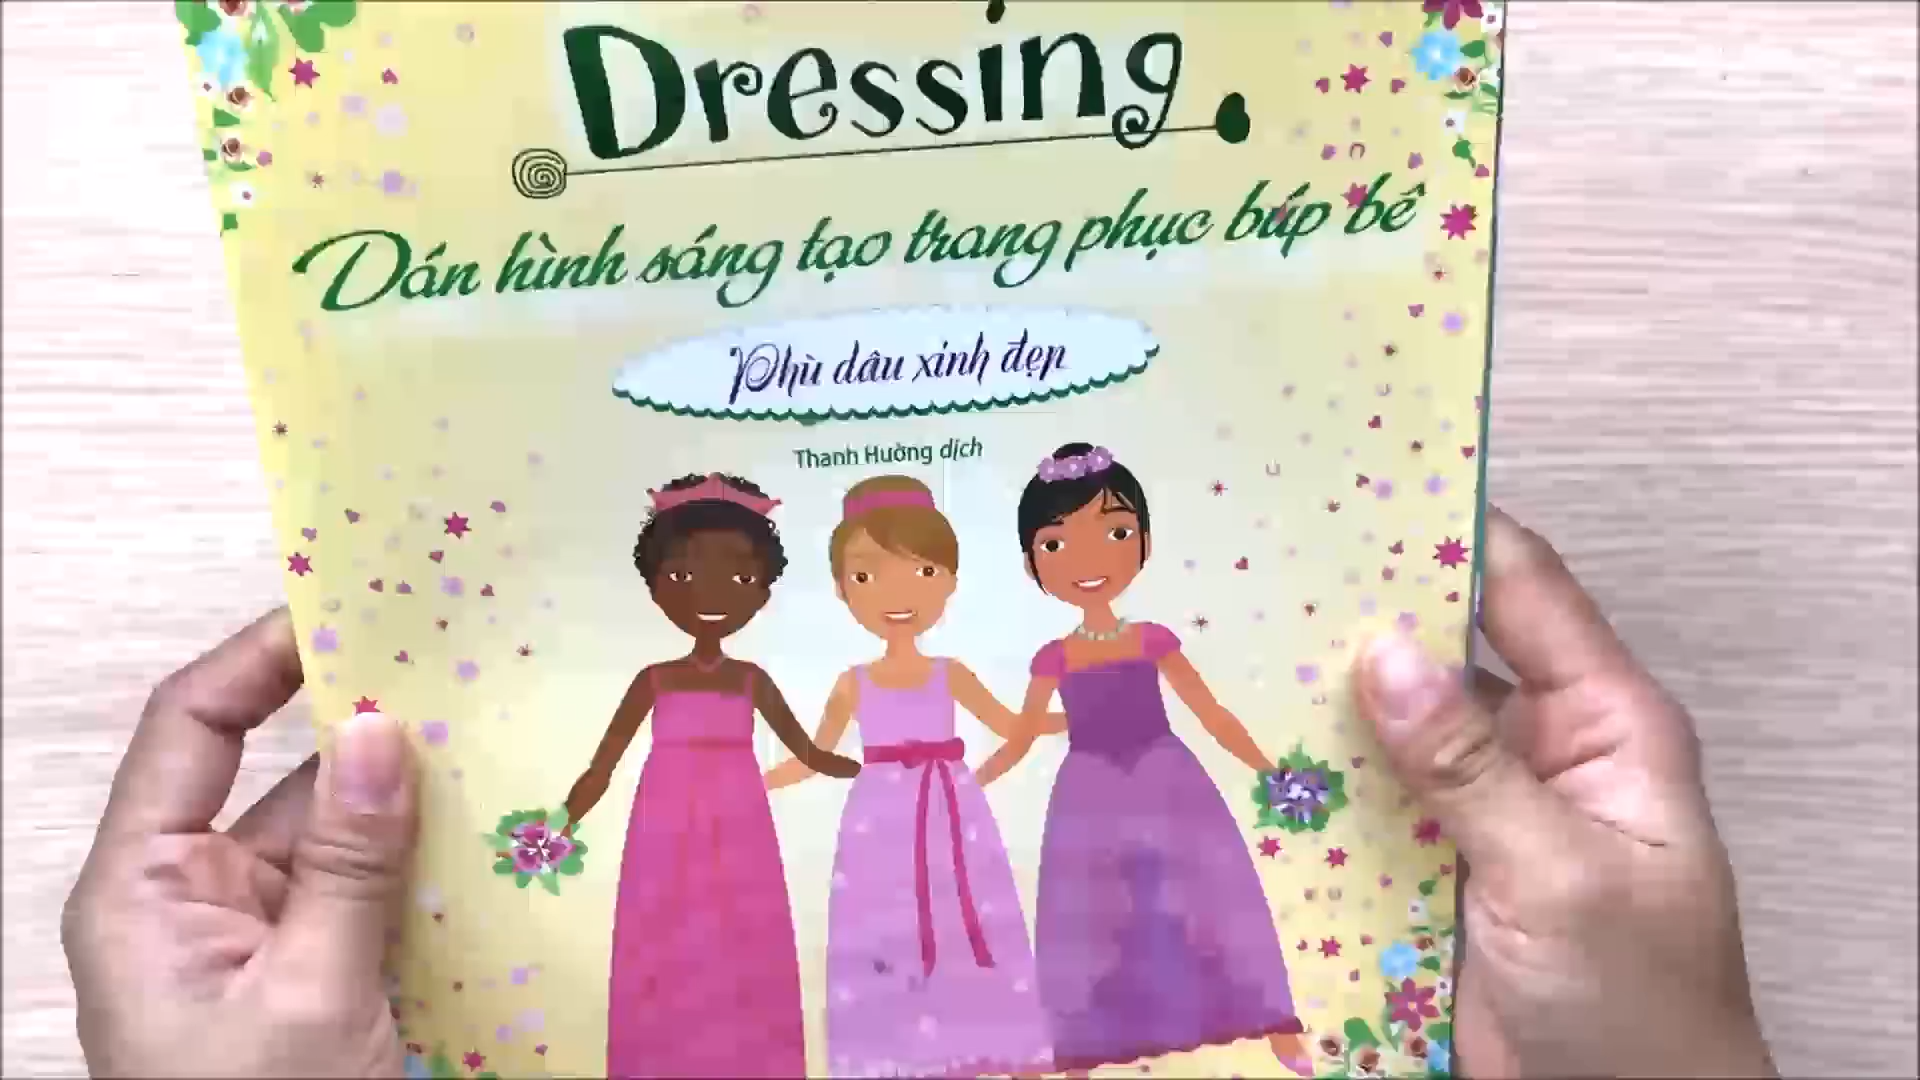 Dressing
Dán hình sáng tạo trang phục búp bê
Phù dâu xinh đẹp
Thanh Hường dịch